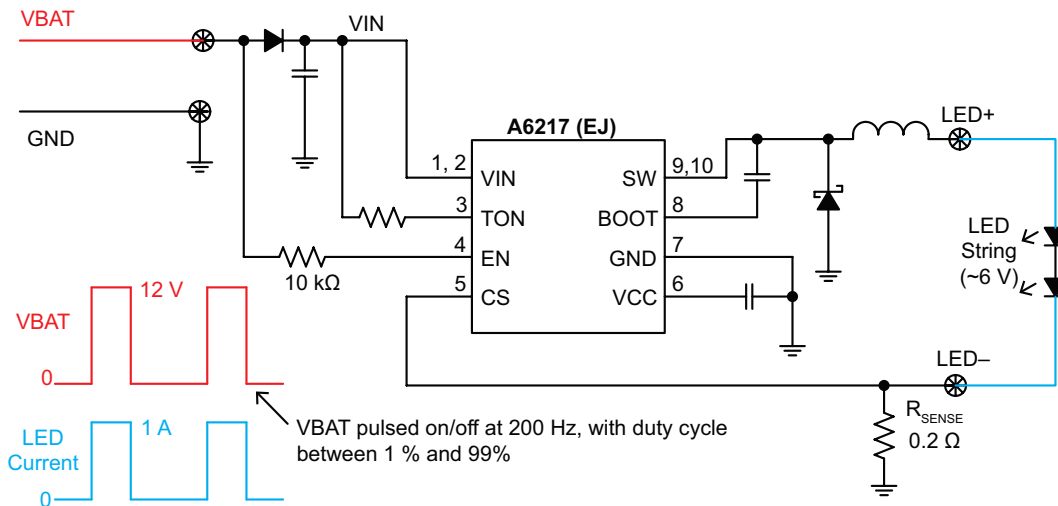 VBAT
VIN
GND
A6217 (EJ)
1, 2
VIN
3
TON
4
EN
10 kΩ
5
CS
9,10
SW
8
BOOT
7
GND
6
VCC
LED+
LED
String
(~6 V)
LED–
R SENSE
0.2 Ω
12 V
VBAT
0
VBAT pulsed on/off at 200 Hz, with duty cycle
between 1 % and 99%
1 A
LED
Current
0